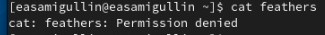 [easamigullin@easamigullin ~]$ cat feathers
cat: feathers: Permission denied